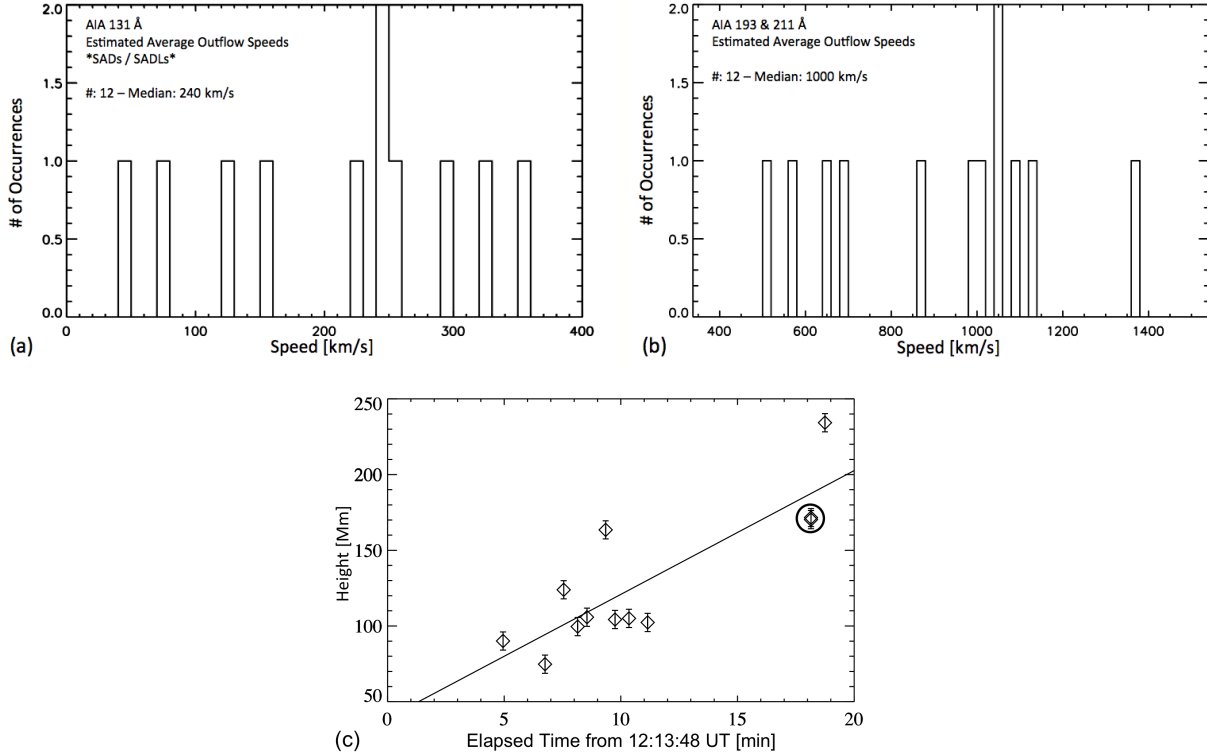 AIA 131 Å
Estimated Average Outflow Speeds
*SADs / SADLs*
#: 12 – Median: 240 km/s
# of Occurrences
2.0
1.5
1.0
0.5
0.0
0
100
200
300
400
Speed [km/s]
(a)
AIA 193 & 211 Å
Estimated Average Outflow Speeds
#: 12 – Median: 1000 km/s
# of Occurrences
2.0
1.5
1.0
0.5
0.0
400
600
800
1000
1200
1400
Speed [km/s]
(b)
Height [Mm]
250
200
150
100
50
0
5
10
15
20
Elapsed Time from 12:13:48 UT [min]
(c)